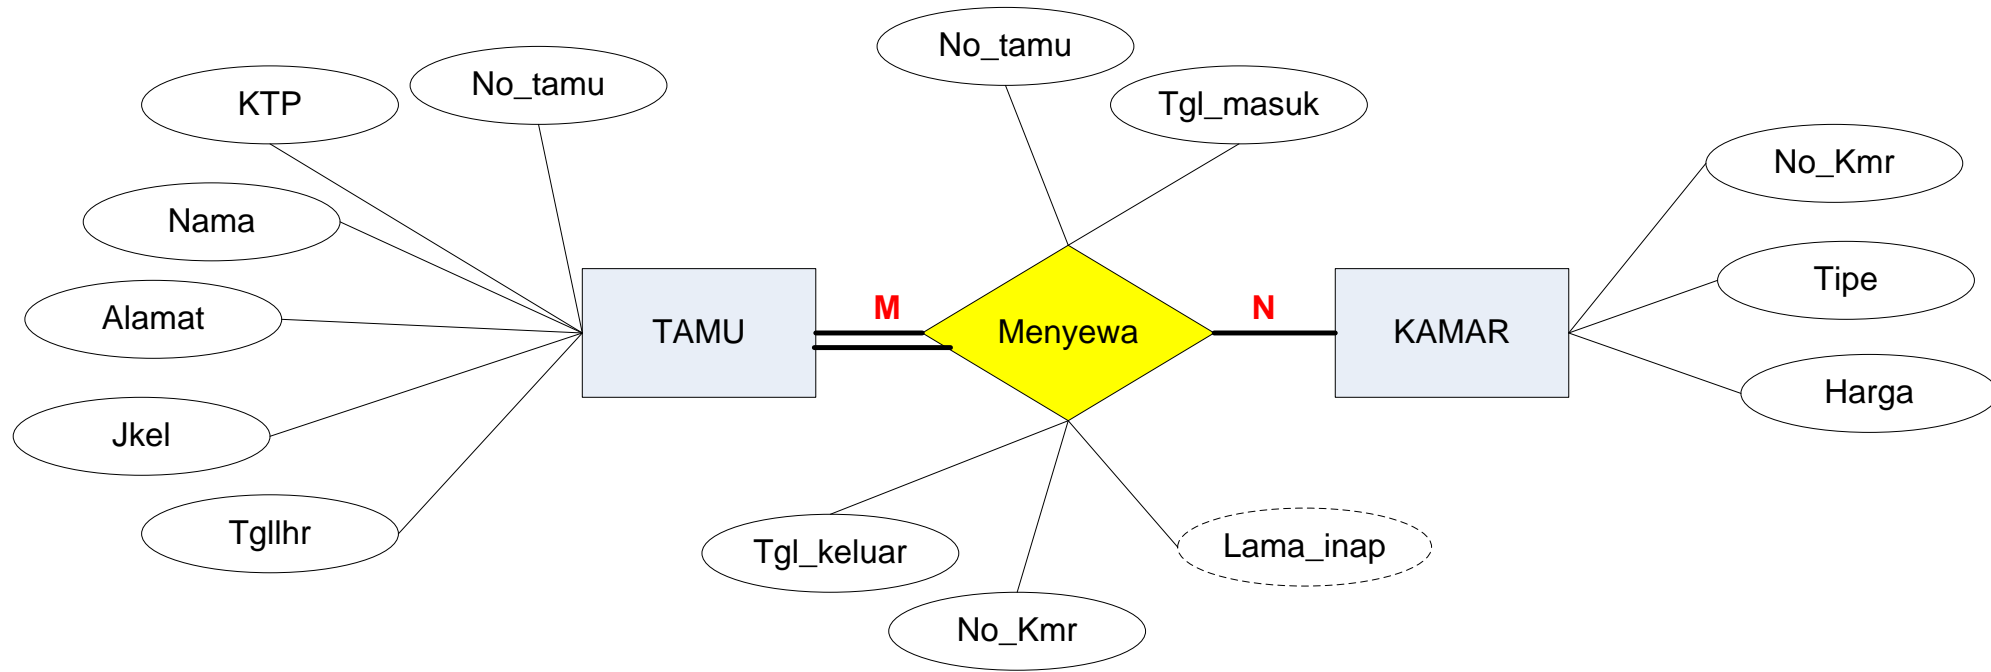 No_tamu
KTP
No_tamu
Tgl_masuk
No_Kmr
Nama
Tipe
Alamat
M
N
TAMU
Menyewa
KAMAR
Harga
Jkel
Tgllhr
Tgl_keluar
Lama_inap
No_Kmr